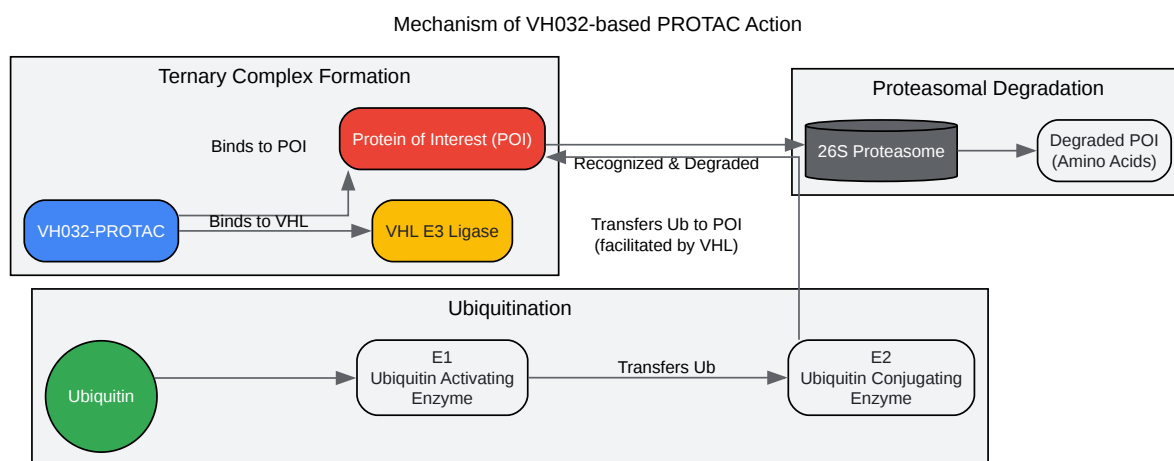 Mechanism of VH032-based PROTAC Action
Ternary Complex Formation
Proteasomal Degradation
Protein of Interest (POI)
Binds to POI
Recognized & Degraded
26S Proteasome
Degraded POI
(Amino Acids)
VH032-PROTAC
Binds to VHL
VHL E3 Ligase
Transfers Ub to POI
(facilitated by VHL)
Ubiquitination
Ubiquitin
E1
Ubiquitin Activating
Enzyme
Transfers Ub
E2
Ubiquitin Conjugating
Enzyme